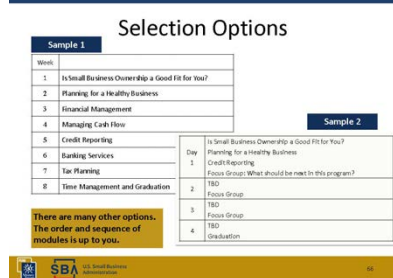 Selection Options
Sample 1
Week
1 Is Small Business Ownership a Good Fit for You?
2 Planning for a Healthy Business
3 Financial Management
4 Managing Cash Flow
5 Credit Reporting
6 Banking Services
7 Tax Planning
8 Time Management and Graduation
Sample 2
Is Small Business Ownership a Good Fit for You?
Day Planning for a Healthy Business
1 Credit Reporting
Focus Group: What should be next in this program?
2 TBD
Focus Group
3 TBD
Focus Group
4 TBD
Graduation
There are many other options.
The order and sequence of
modules is up to you.
SBA U.S. Small Business
Administration
66